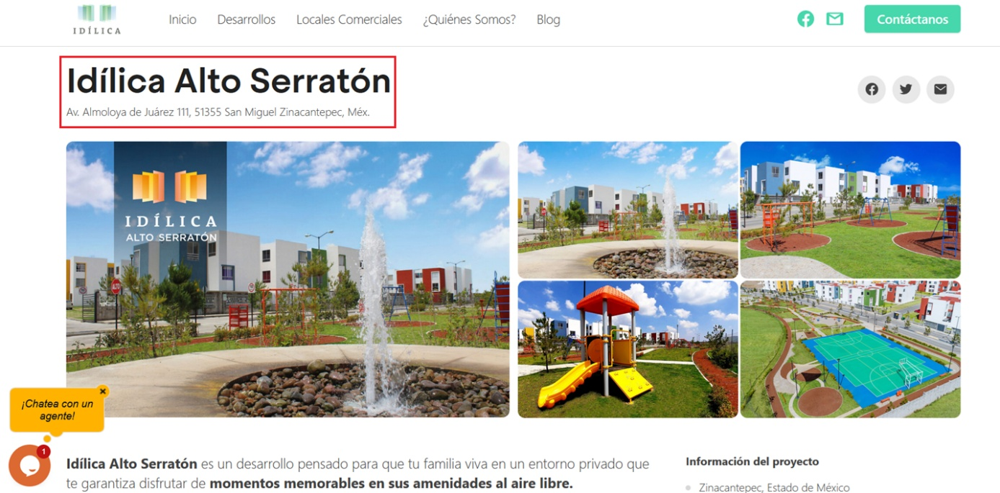 IDÍLICA
Inicio Desarrollos Locales Comerciales ¿Quiénes Somos? Blog
Contáctanos
Idílica Alto Serratón
Av. Almoloya de Juárez 111, 51355 San Miguel Zinacantepec, Méx.
IDÍLICA
ALTO SERRATÓN
ALTO
¡Chatea con un
agente!
1
Idílica Alto Serratón es un desarrollo pensado para que tu familia viva en un entorno privado que
te garantiza disfrutar de momentos memorables en sus amenidades al aire libre.
Información del proyecto
Zinacantepec, Estado de México